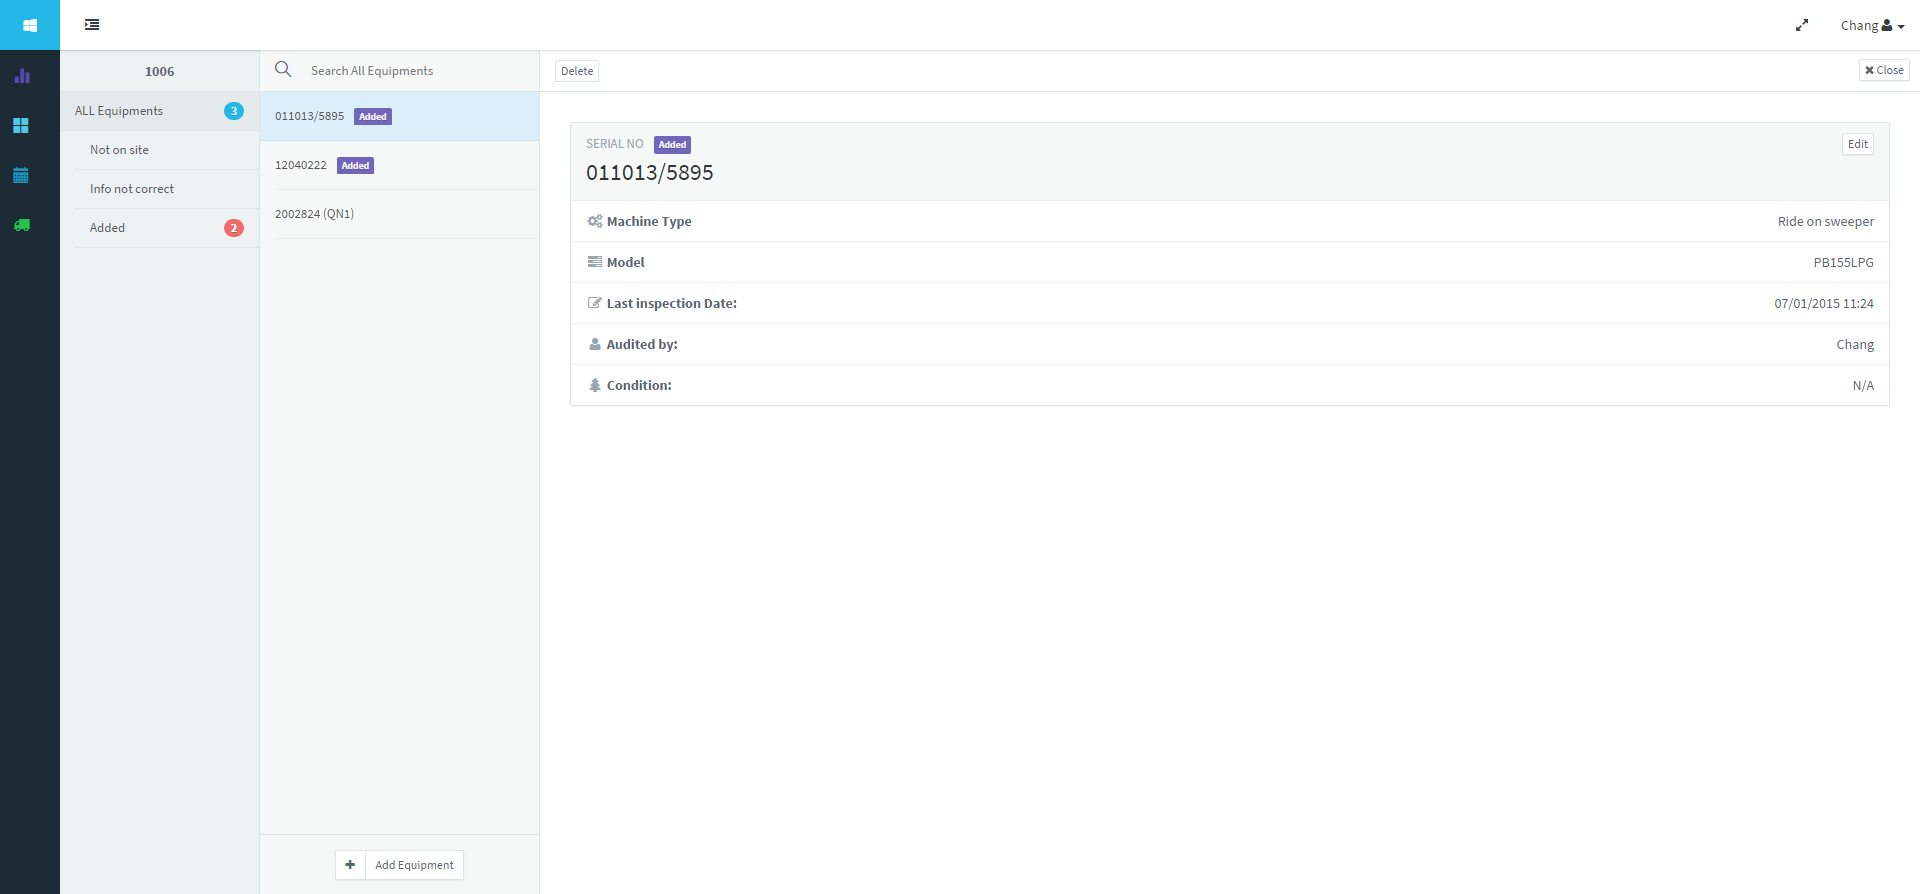 Chang
1006
ALL Equipments 3
Not on site
Info not correct
Added 2
Search All Equipments
011013/5895 Added
12040222 Added
2002824 (QN1)
Add Equipment
Delete
Close
SERIAL NO Added
Edit
011013/5895
Machine Type Ride on sweeper
Model PB155LPG
Last inspection Date: 07/01/2015 11:24
Audited by: Chang
Condition: N/A